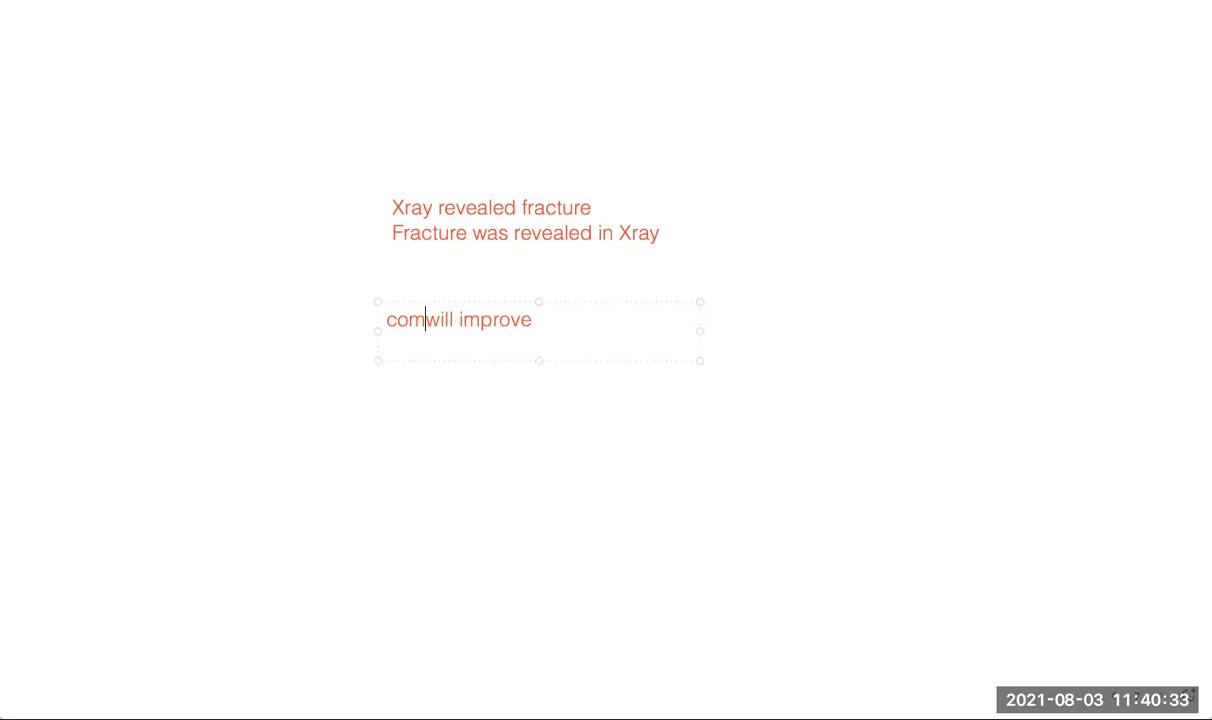 Xray revealed fracture
Fracture was revealed in Xray
comwill improve
2021-08-03 11:40:33